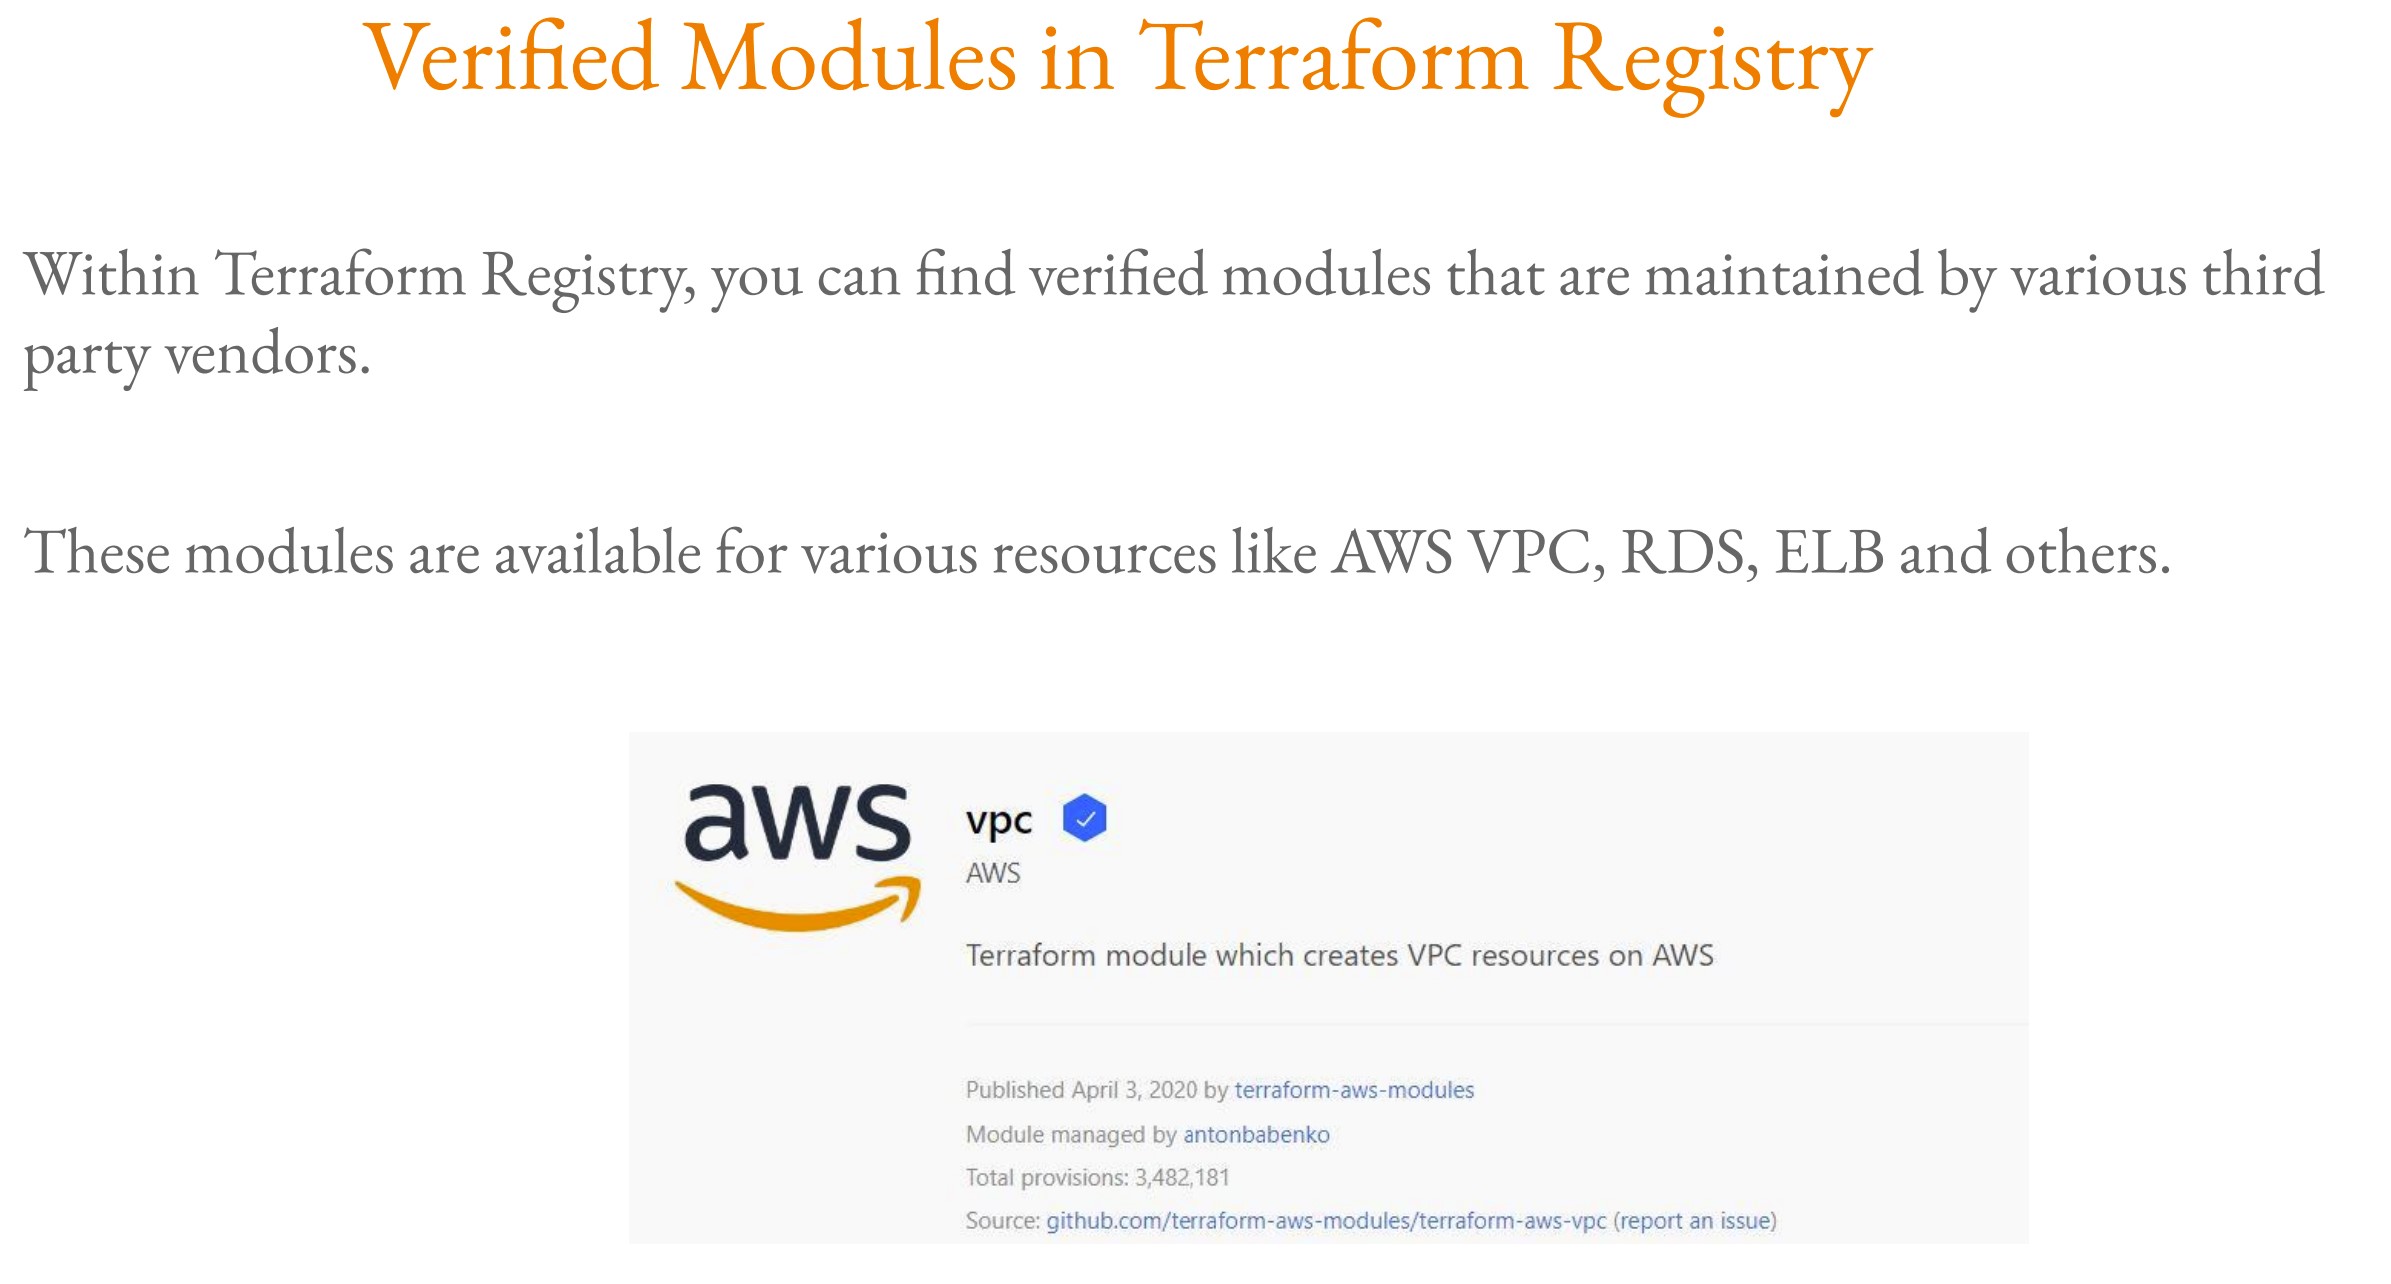 Verified Modules in Terraform Registry
Within Terraform Registry, you can find verified modules that are maintained by various third
party vendors.
These modules are available for various resources like AWS VPC, RDS, ELB and others.
aws
vpc
AWS
Terraform module which creates VPC resources on AWS
Published April 3, 2020 by terraform-aws-modules
Module managed by antonbabenko
Total provisions: 3,482,181
Source: github.com/terraform-aws-modules/terraform-aws-vpc (report an issue)